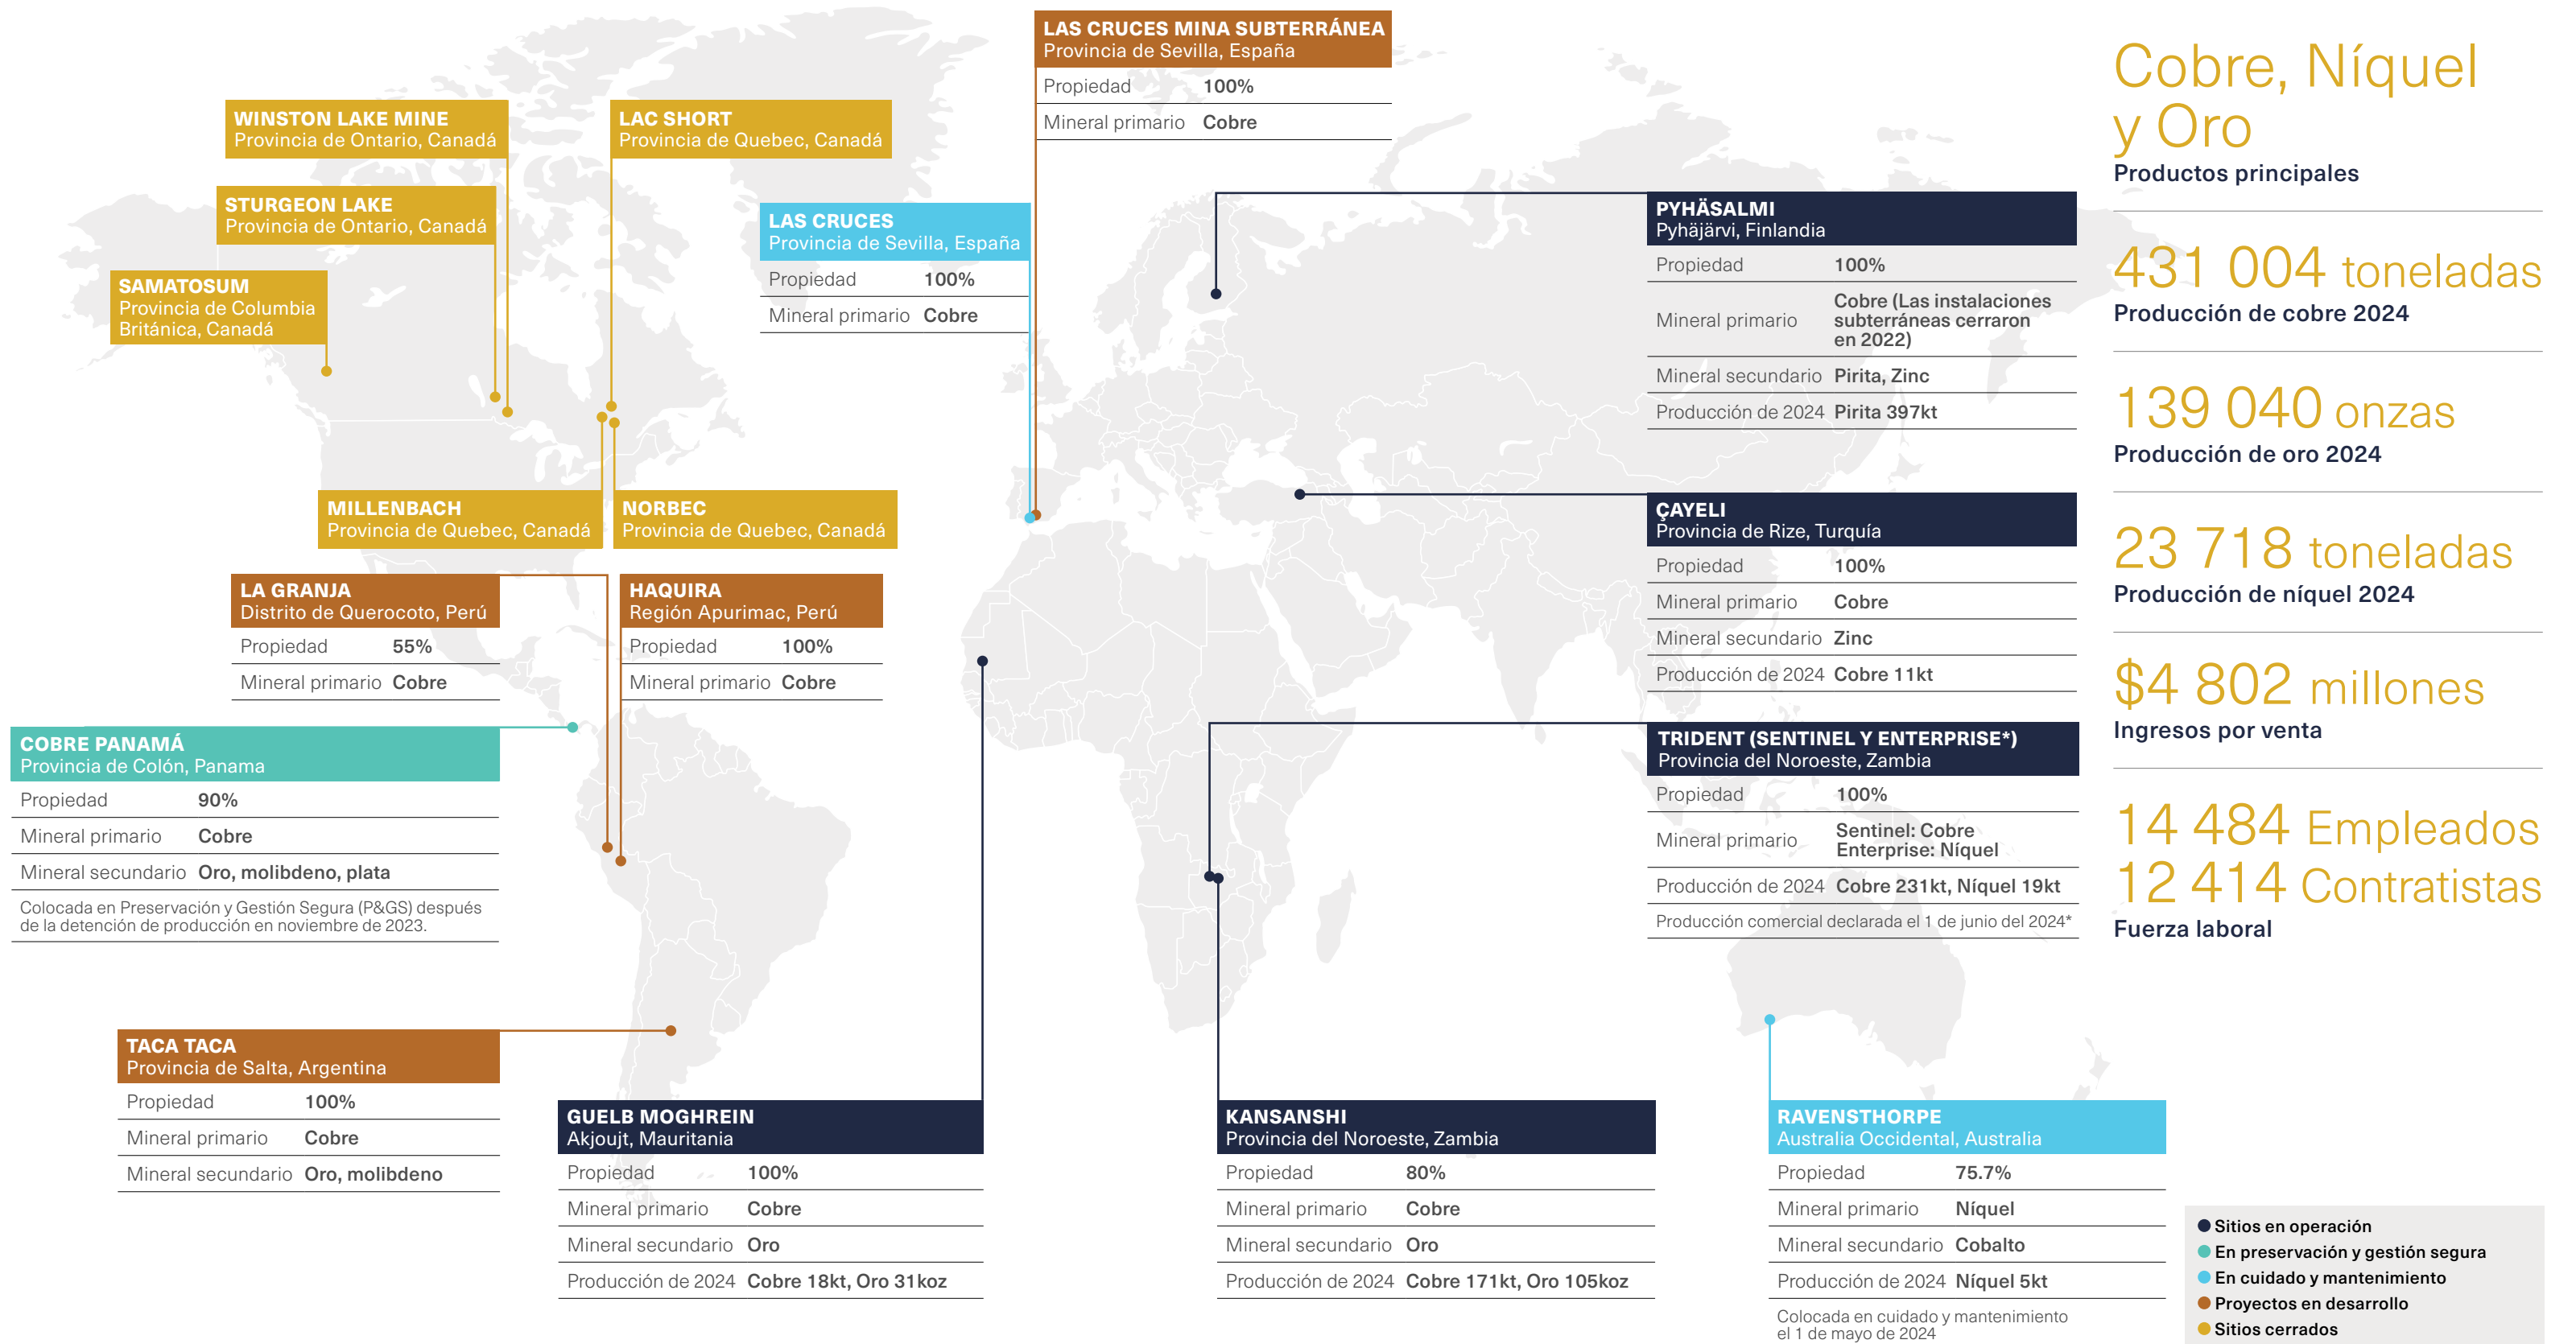 LAS CRUCES MINA SUBTERRÁNEA
Provincia de Sevilla, España
Propiedad 100%
Mineral primario Cobre
WINSTON LAKE MINE
Provincia de Ontario, Canadá
LAC SHORT
Provincia de Quebec, Canadá
STURGEON LAKE
Provincia de Ontario, Canadá
SAMATOSUM
Provincia de Columbia
Británica, Canadá
LAS CRUCES
Provincia de Sevilla, España
Propiedad 100%
Mineral primario Cobre
MILLENBACH
Provincia de Quebec, Canadá
NORBEC
Provincia de Quebec, Canadá
LA GRANJA
Distrito de Querocoto, Perú
Propiedad 55%
Mineral primario Cobre
HAQUIRA
Región Apurimac, Perú
Propiedad 100%
Mineral primario Cobre
COBRE PANAMÁ
Provincia de Colón, Panama
Propiedad 90%
Mineral primario Cobre
Mineral secundario Oro, molibdeno, plata
Colocada en Preservación y Gestión Segura (P&GS) después
de la detención de producción en noviembre de 2023.
TACA TACA
Provincia de Salta, Argentina
Propiedad 100%
Mineral primario Cobre
Mineral secundario Oro, molibdeno
GUELB MOGHREIN
Akjoujt, Mauritania
Propiedad 100%
Mineral primario Cobre
Mineral secundario Oro
Producción de 2024 Cobre 18kt, Oro 31koz
PYHÄSALMI
Pyhäjärvi, Finlandia
Propiedad 100%
Mineral primario Cobre (Las instalaciones
subterráneas cerraron
en 2022)
Mineral secundario Pirita, Zinc
Producción de 2024 Pirita 397kt
ÇAYELI
Provincia de Rize, Turquía
Propiedad 100%
Mineral primario Cobre
Mineral secundario Zinc
Producción de 2024 Cobre 11kt
TRIDENT (SENTINEL Y ENTERPRISE*)
Provincia del Noroeste, Zambia
Propiedad 100%
Mineral primario Sentinel: Cobre
Enterprise: Níquel
Producción de 2024 Cobre 231kt, Níquel 19kt
Producción comercial declarada el 1 de junio del 2024*
KANSANSHI
Provincia del Noroeste, Zambia
Propiedad 80%
Mineral primario Cobre
Mineral secundario Oro
Producción de 2024 Cobre 171kt, Oro 105koz
RAVENSTHORPE
Australia Occidental, Australia
Propiedad 75.7%
Mineral primario Níquel
Mineral secundario Cobalto
Producción de 2024 Níquel 5kt
Colocada en cuidado y mantenimiento
el 1 de mayo de 2024
Cobre, Níquel
y Oro
Productos principales
431 004 toneladas
Producción de cobre 2024
139 040 onzas
Producción de oro 2024
23 718 toneladas
Producción de níquel 2024
$4 802 millones
Ingresos por venta
14 484 Empleados
12 414 Contratistas
Fuerza laboral
Sitios en operación
En preservación y gestión segura
En cuidado y mantenimiento
Proyectos en desarrollo
Sitios cerrados